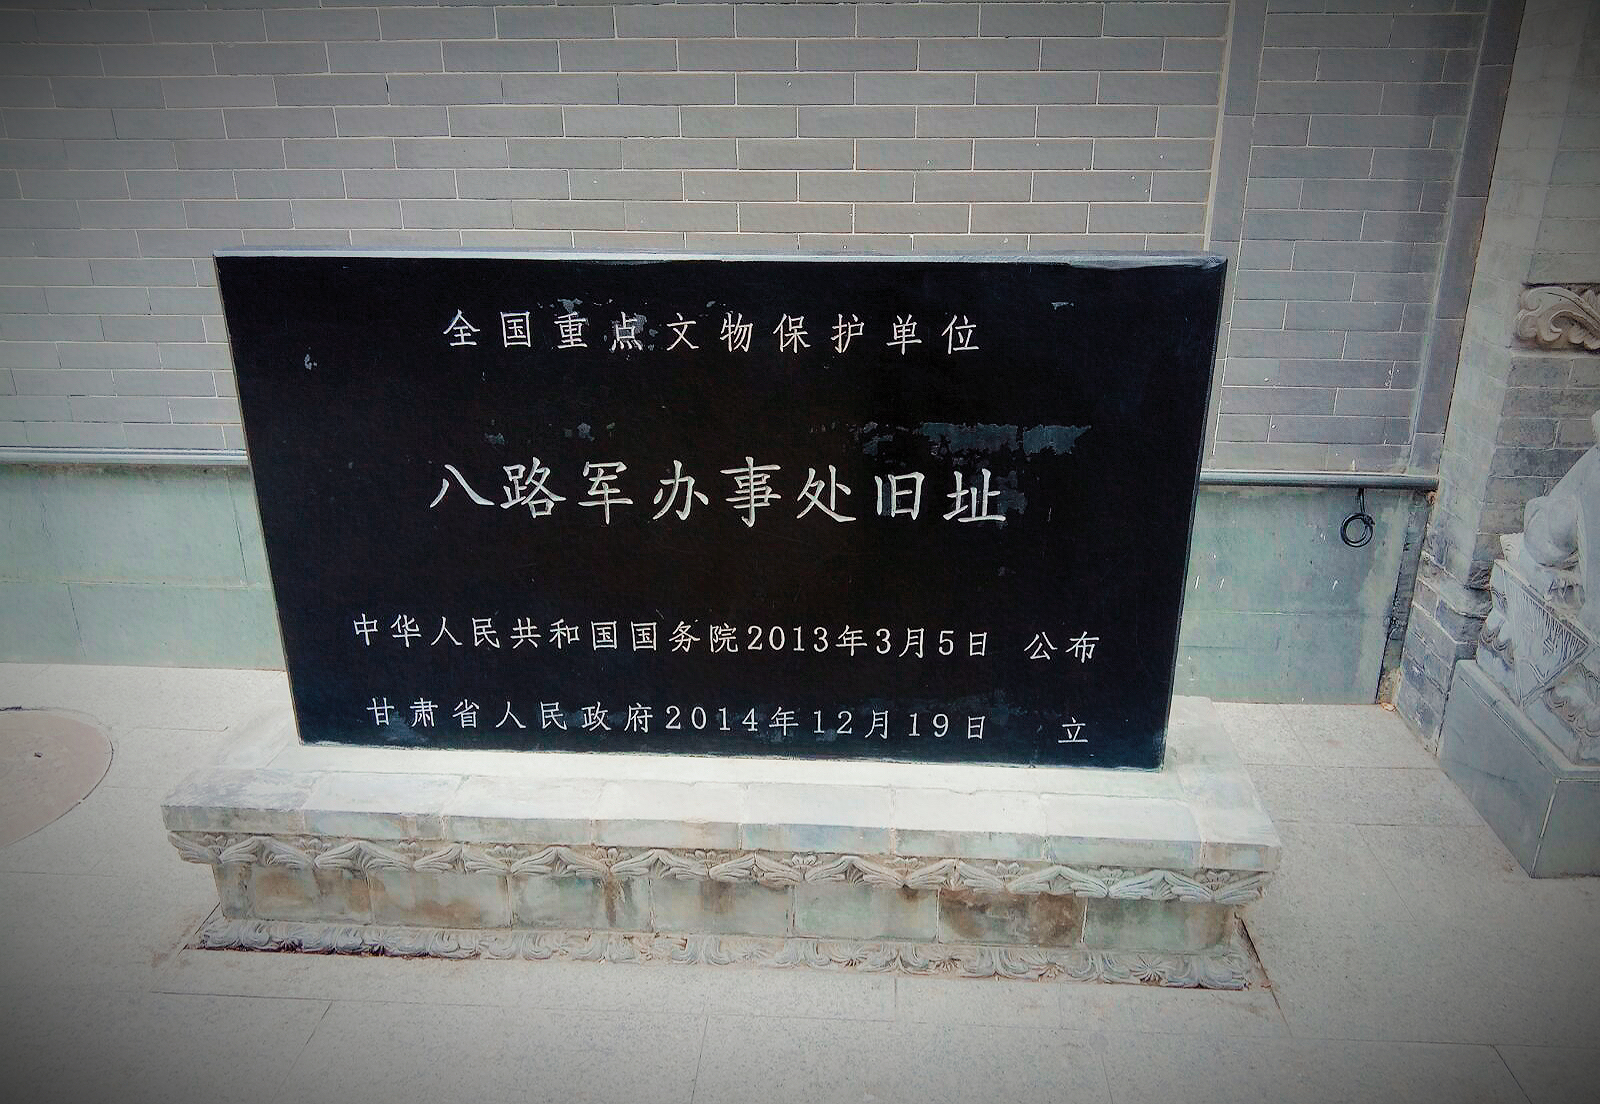 全国重点文物保护单位
八路军办事处旧址
中华人民共和国国务院2013年3月5日 公布
甘肃省人民政府2014年12月19日 立